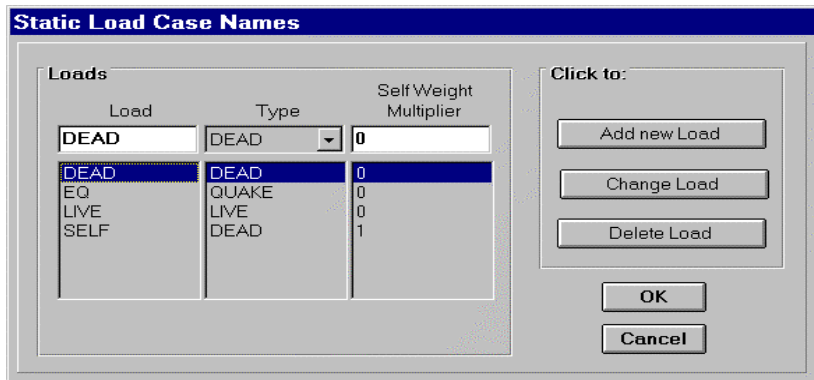 Static Load Case Names
Loads
Load Type Self Weight Multiplier
DEAD DEAD 0
DEAD DEAD 0
EQ QUAKE 0
LIVE LIVE 0
SELF DEAD 1
Click to:
Add new Load
Change Load
Delete Load
OK
Cancel